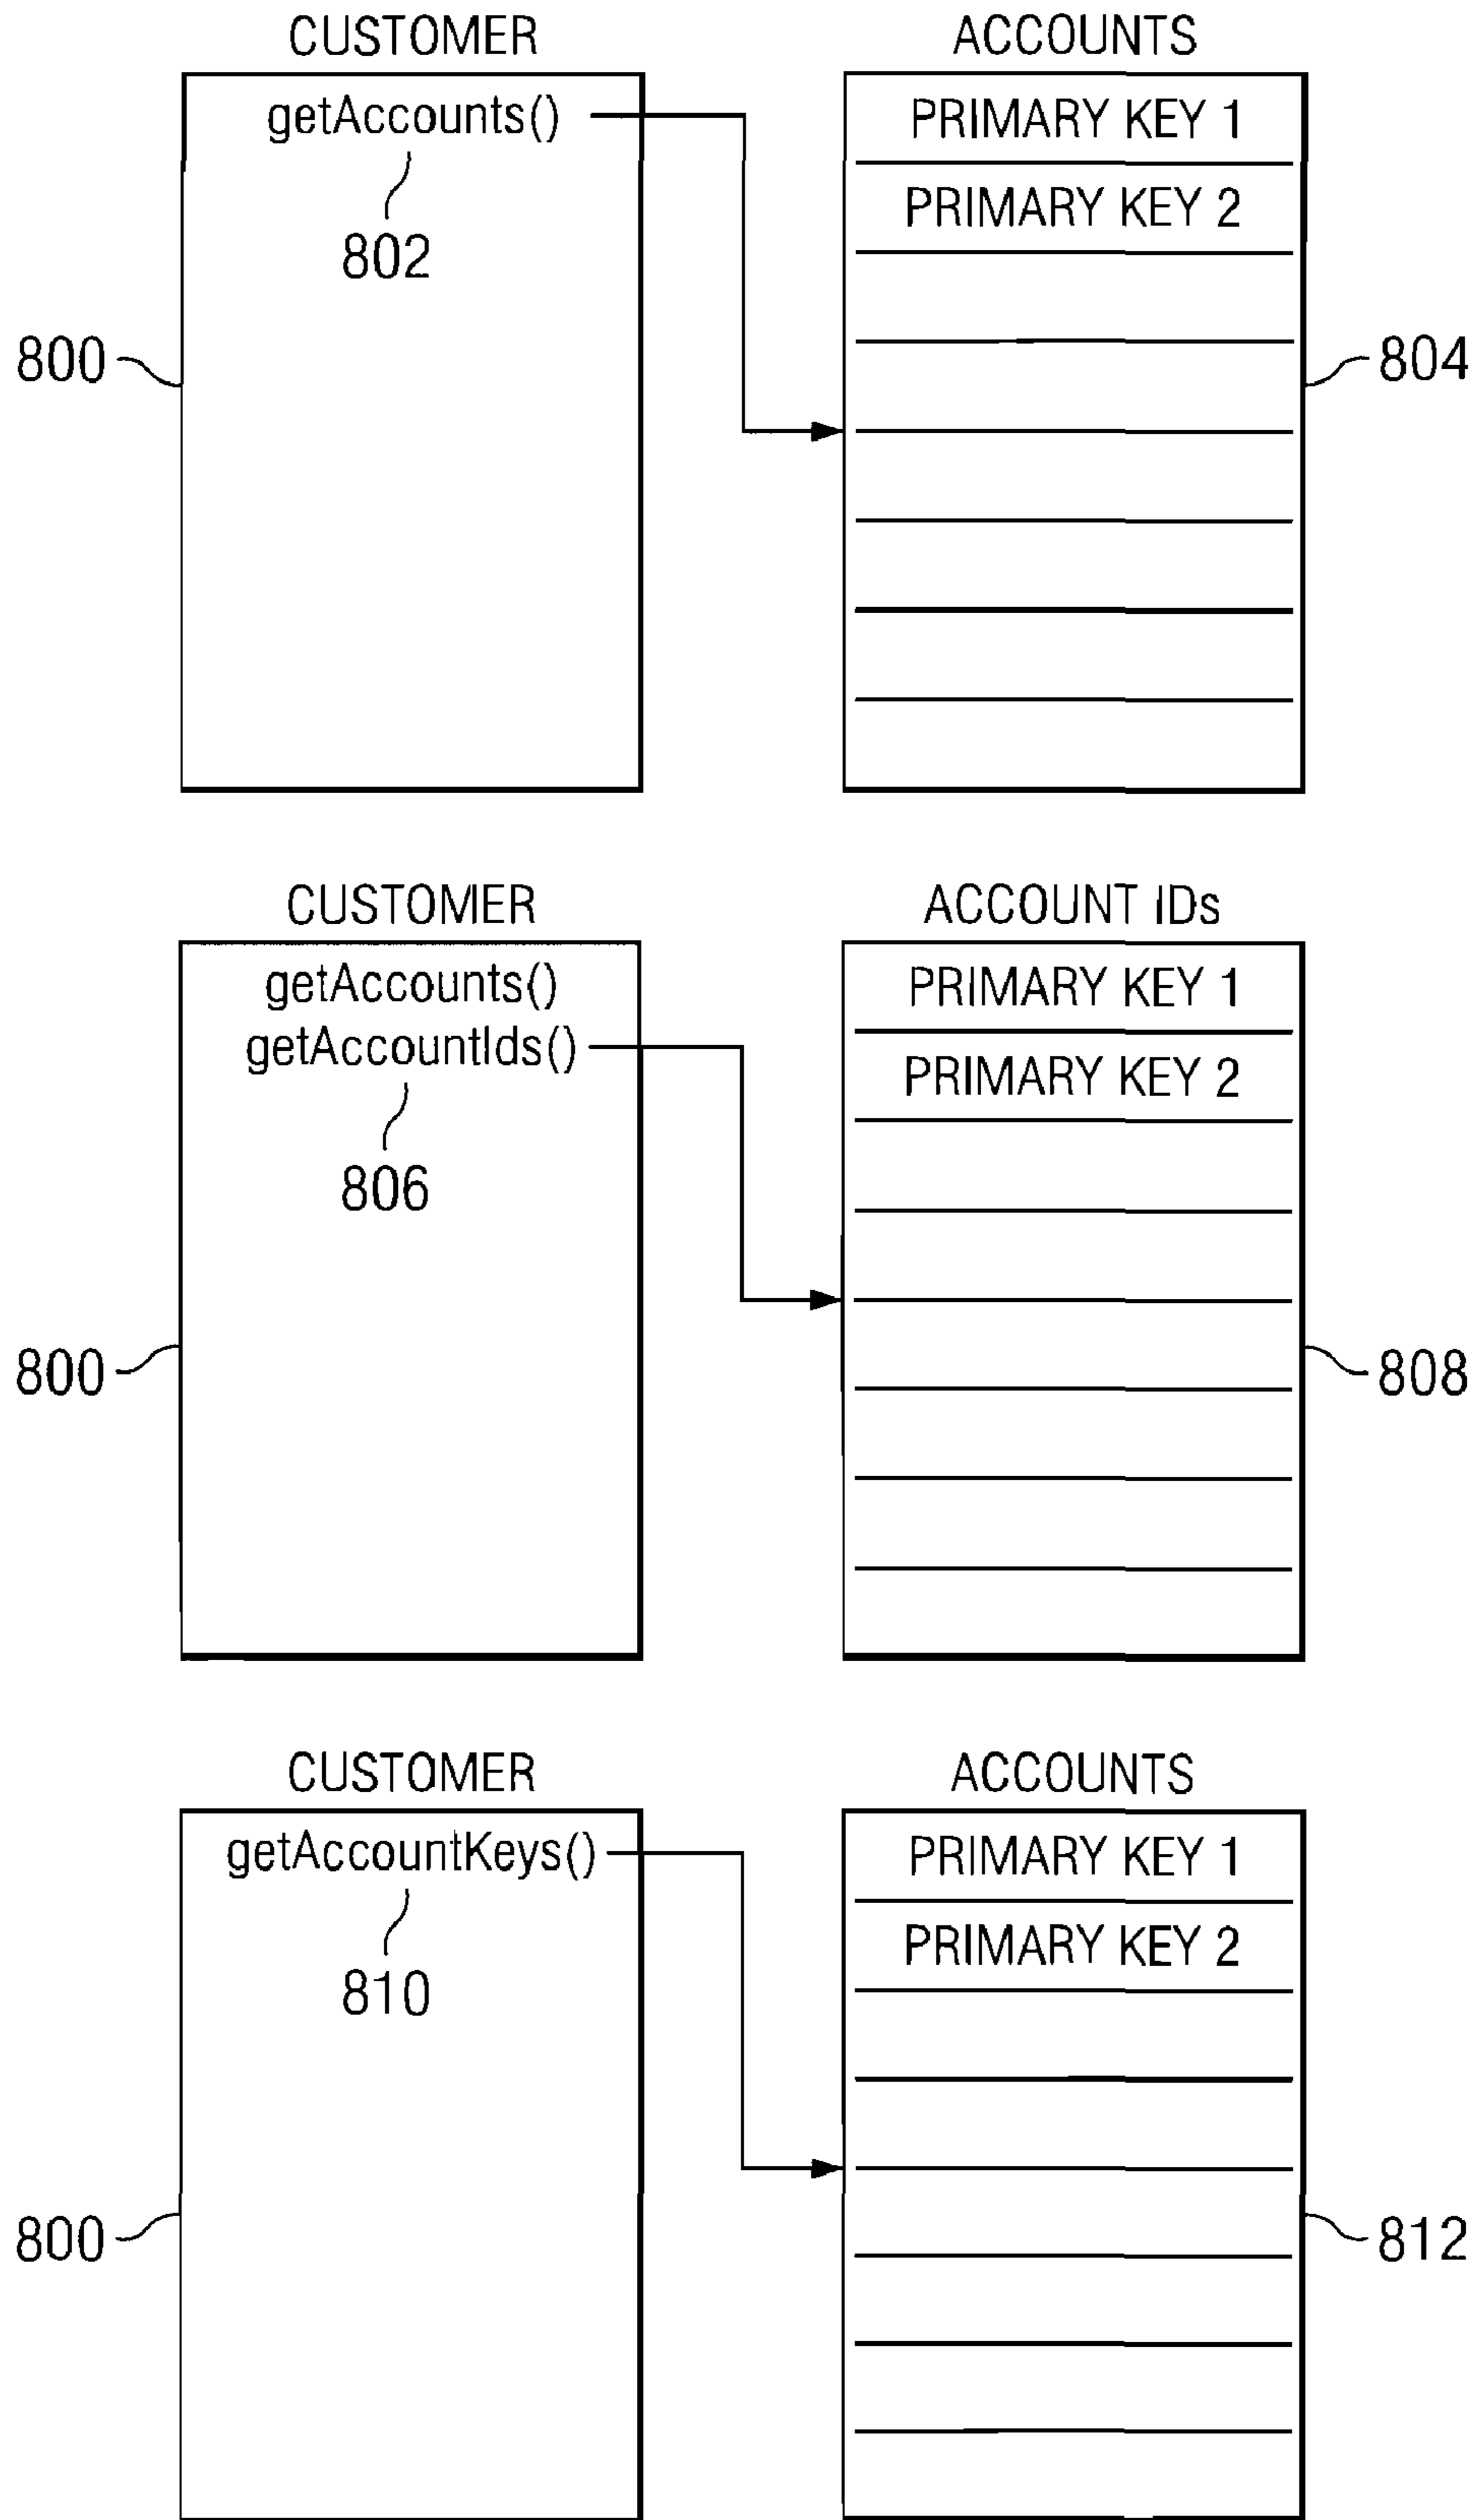 CUSTOMER
ACCOUNTS
getAccounts()
PRIMARY KEY 1
PRIMARY KEY 2
802
800
804
CUSTOMER
ACCOUNT IDs
getAccounts()
PRIMARY KEY 1
getAccountIds()
PRIMARY KEY 2
806
800
808
CUSTOMER
ACCOUNTS
getAccountKeys()
PRIMARY KEY 1
PRIMARY KEY 2
810
800
812